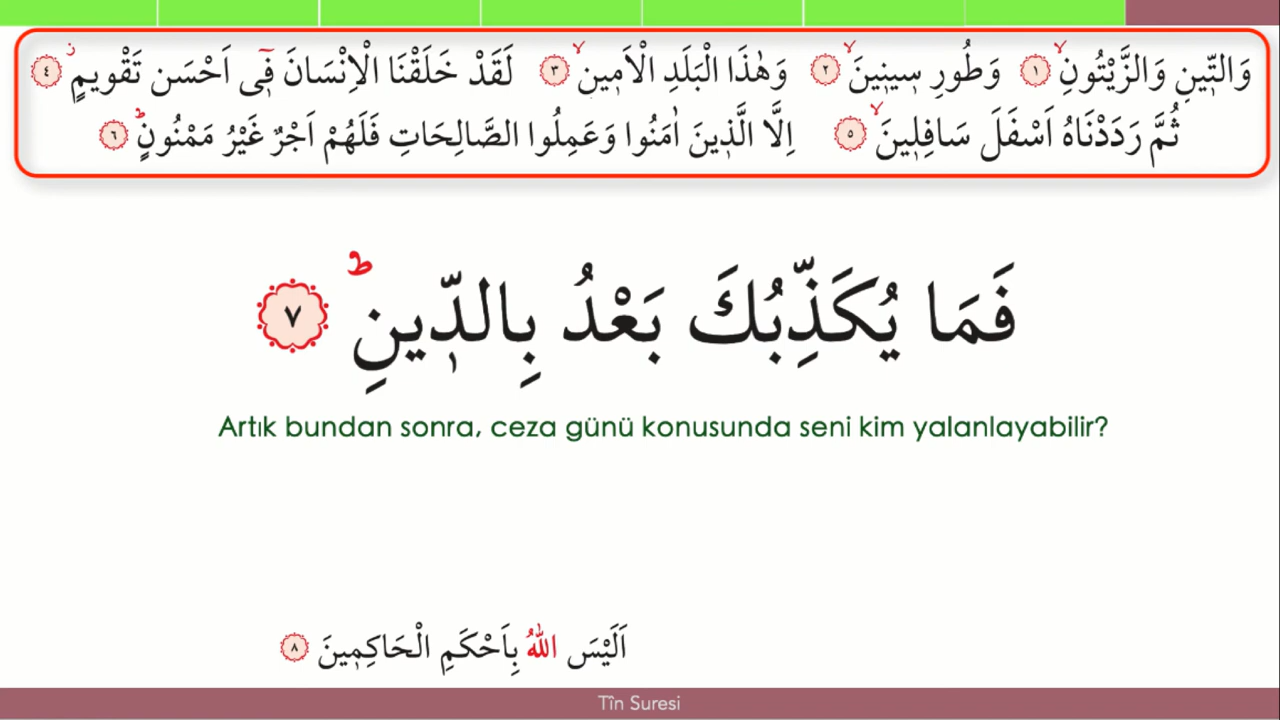 وَالتّ۪ينِ وَالزَّيْتُونِۙ ﴿١﴾ وَطُورِ س۪ين۪ينَۙ ﴿٢﴾ وَهٰذَا الْبَلَدِ الْاَم۪ينِۙ ﴿٣﴾ لَقَدْ خَلَقْنَا الْاِنْسَانَ ف۪ٓي اَحْسَنِ تَقْو۪يمٍۘ ﴿٤﴾
ثُمَّ رَدَدْنَاهُ اَسْفَلَ سَافِل۪ينَۙ ﴿٥﴾ اِلَّا الَّذ۪ينَ اٰمَنُوا وَعَمِلُوا الصَّالِحَاتِ فَلَهُمْ اَجْرٌ غَيْرُ مَمْنُونٍۜ ﴿٦﴾
فَمَا يُكَذِّبُكَ بَعْدُ بِالدّ۪ينِۜ ﴿٧﴾
Artık bundan sonra, ceza günü konusunda seni kim yalanlayabilir?
اَلَيْسَ اللّٰهُ بِاَحْكَمِ الْحَاكِم۪ينَ ﴿٨﴾
Tîn Suresi